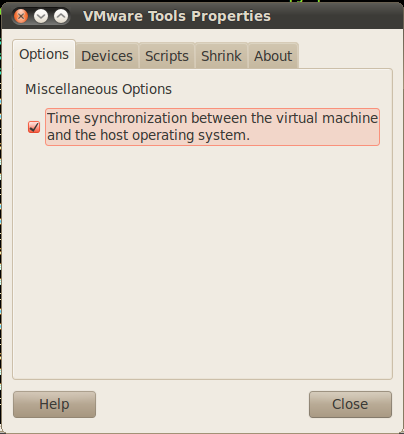 VMware Tools Properties
Options Devices Scripts Shrink About
Miscellaneous Options
Time synchronization between the virtual machine
and the host operating system.
Help Close